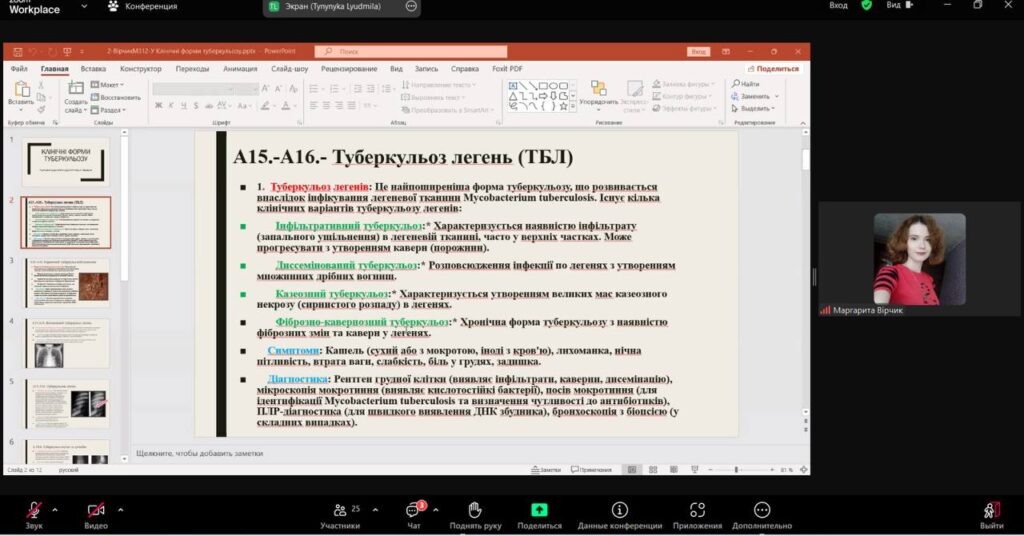 zoom
Workplace
Конференция
TL Экран (Tynynyka Lyudmila)
Вход
Вид
2-ВірчикМ312-У Клінічні форми туберкульозу.pptx - PowerPoint
Поиск
Вход
Файл Главная Вставка Конструктор Переходы Анимация Слайд-шоу Рецензирование Вид Запись Справка Foxit PDF
Поделиться
Вставить
Создать слайд
Макет
Восстановить
Раздел
Ж К Ч S
Направление текста
Выровнять текст
Преобразовать в SmartArt
Упорядочить
Экспресс-стили
Заливка фигуры
Контур фигуры
Эффекты фигуры
Найти
Заменить
Выделить
Буфер обмена
Слайды
Шрифт
Абзац
Рисование
Редактирование
1
КЛІНІЧНІ ФОРМИ
ТУБЕРКУЛЬОЗУ
2
3
4
5
6
А15.-А16.- Туберкульоз легень (ТБЛ)
1. Туберкульоз легенів: Це найпоширеніша форма туберкульозу, що розвивається
внаслідок інфікування легеневої тканини Mycobacterium tuberculosis. Існує кілька
клінічних варіантів туберкульозу легенів:
Інфільтративний туберкульоз:* Характеризується наявністю інфільтрату
(запального ущільнення) в легеневій тканині, часто у верхніх частках. Може
прогресувати з утворенням каверн (порожнин).
Диссемінований туберкульоз:* Розповсюдження інфекції по легенях з утворенням
множинних дрібних вогнищ.
Казеозний туберкульоз:* Характеризується утворенням великих мас казеозного
некрозу (сирнистого розпаду) в легенях.
Фіброзно-кавернозний туберкульоз:* Хронічна форма туберкульозу з наявністю
фіброзних змін та каверн у легенях.
Симптоми: Кашель (сухий або з мокротою, іноді з кров'ю), лихоманка, нічна
пітливість, втрата ваги, слабкість, біль у грудях, задишка.
Діагностика: Рентген грудної клітки (виявляє інфільтрати, каверни, дисемінацію),
мікроскопія мокротиння (виявляє кислотостійкі бактерії), посів мокротиння (для
ідентифікації Mycobacterium tuberculosis та визначення чутливості до антибіотиків),
ПЛР-діагностика (для швидкого виявлення ДНК збудника), бронхоскопія з біопсією (у
складних випадках).
Щелкните, чтобы добавить заметки
Слайд 2 из 12 русский
Заметки
Примечания
81 %
Маргарита Вірчик
Звук
Видео
25
Участники
3
Чат
Поднять руку
Поделиться
Данные конференции
Приложения
Дополнительно
Выйти